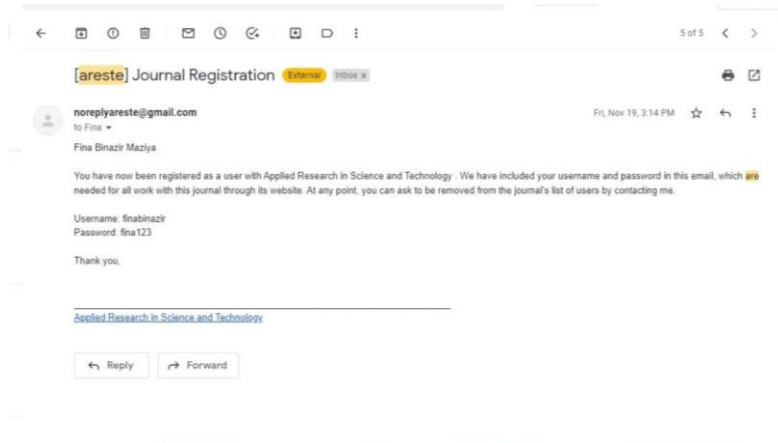 5 of 5
[areste] Journal Registration External Inbox x
noreplyareste@gmail.com
Fri, Nov 19, 3:14 PM
to Fina
Fina Binazir Maziya
You have now been registered as a user with Applied Research in Science and Technology . We have included your username and password in this email, which are
needed for all work with this journal through its website. At any point, you can ask to be removed from the journal's list of users by contacting me.
Username: finabinazir
Password: fina123
Thank you,
Applied Research in Science and Technology
Reply Forward